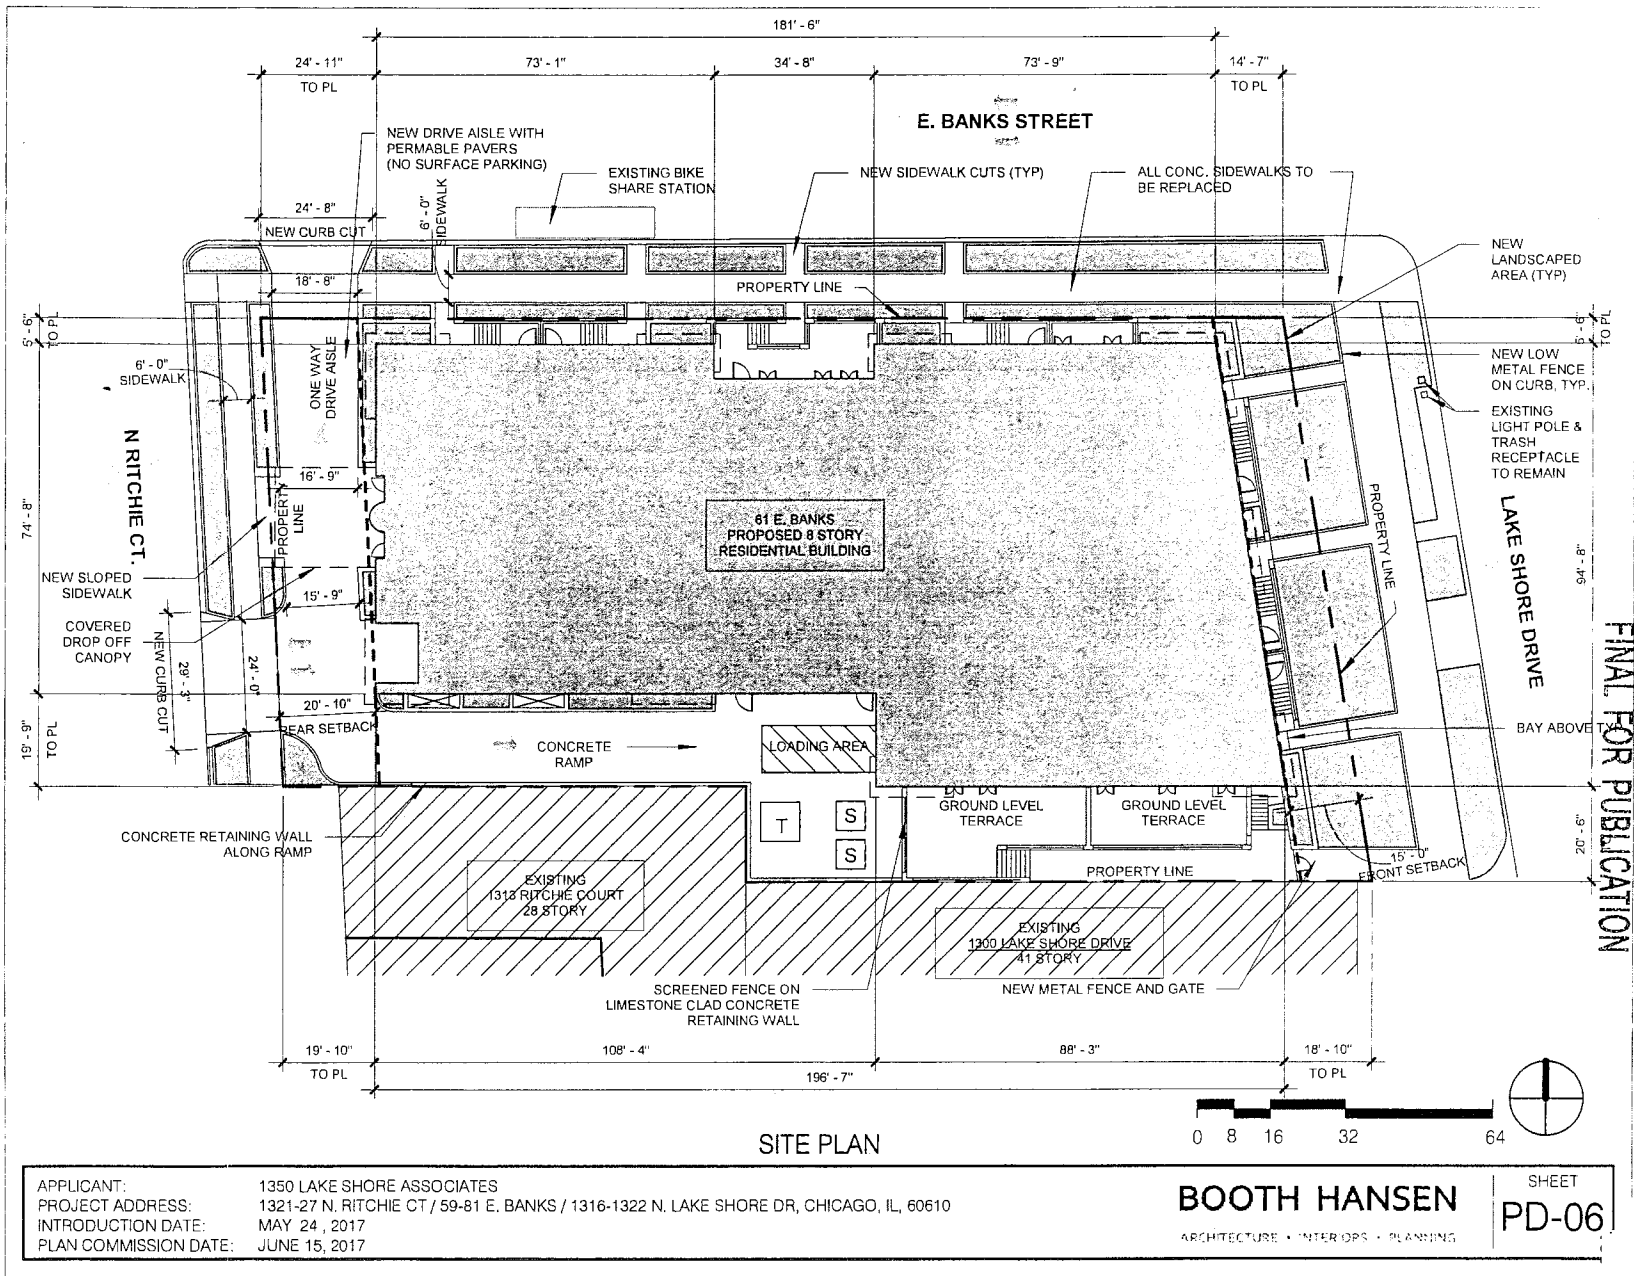 181' - 6"
24' - 11"
TO PL
73' - 1"
34' - 8"
73' - 9"
14' - 7"
TO PL
E. BANKS STREET
NEW DRIVE AISLE WITH
PERMABLE PAVERS
(NO SURFACE PARKING)
EXISTING BIKE
SHARE STATION
NEW SIDEWALK CUTS (TYP)
ALL CONC. SIDEWALKS TO
BE REPLACED
24' - 8"
NEW CURB CUT
6' - 0"
SIDEWALK
18' - 8"
PROPERTY LINE
NEW
LANDSCAPED
AREA (TYP)
5' - 6"
TO PL
TO PL
6' - 0"
SIDEWALK
ONE WAY
DRIVE AISLE
NEW LOW
METAL FENCE
ON CURB, TYP.
EXISTING
LIGHT POLE &
TRASH
RECEPTACLE
TO REMAIN
N RITCHIE CT.
74' - 8"
16' - 9"
PROPERTY
LINE
61 E. BANKS
PROPOSED 8 STORY
RESIDENTIAL BUILDING
PROPERTY LINE
LAKE SHORE DRIVE
94' - 8"
NEW SLOPED
SIDEWALK
15' - 9"
COVERED
DROP OFF
CANOPY
NEW CURB CUT
29' - 3"
24' - 0"
20' - 10"
REAR SETBACK
19' - 9"
TO PL
CONCRETE
RAMP
LOADING AREA
BAY ABOVE TYP
GROUND LEVEL
TERRACE
GROUND LEVEL
TERRACE
T
S
S
20' - 6"
15' - 0"
FRONT SETBACK
CONCRETE RETAINING WALL
ALONG RAMP
PROPERTY LINE
EXISTING
1313 RITCHIE COURT
28 STORY
EXISTING
1300 LAKE SHORE DRIVE
41 STORY
SCREENED FENCE ON
LIMESTONE CLAD CONCRETE
RETAINING WALL
NEW METAL FENCE AND GATE
FINAL FOR PUBLICATION
19' - 10"
TO PL
108' - 4"
88' - 3"
18' - 10"
TO PL
196' - 7"
0 8 16 32 64
SITE PLAN
APPLICANT: 1350 LAKE SHORE ASSOCIATES
PROJECT ADDRESS: 1321-27 N. RITCHIE CT / 59-81 E. BANKS / 1316-1322 N. LAKE SHORE DR, CHICAGO, IL, 60610
INTRODUCTION DATE: MAY 24 , 2017
PLAN COMMISSION DATE: JUNE 15, 2017
BOOTH HANSEN
ARCHITECTURE • INTERIORS • PLANNING
SHEET
PD-06